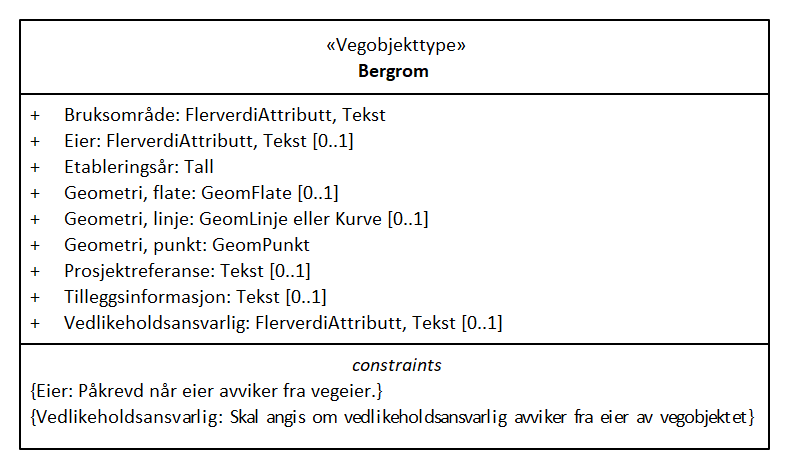 «Vegobjekttype»
Bergrom
+ Bruksområde: FlerverdiAttributt, Tekst
+ Eier: FlerverdiAttributt, Tekst [0..1]
+ Etableringsår: Tall
+ Geometri, flate: GeomFlate [0..1]
+ Geometri, linje: GeomLinje eller Kurve [0..1]
+ Geometri, punkt: GeomPunkt
+ Prosjektreferanse: Tekst [0..1]
+ Tilleggsinformasjon: Tekst [0..1]
+ Vedlikeholdsansvarlig: FlerverdiAttributt, Tekst [0..1]
constraints
{Eier: Påkrevd når eier avviker fra vegeier.}
{Vedlikeholdsansvarlig: Skal angis om vedlikeholdsansvarlig avviker fra eier av vegobjektet}